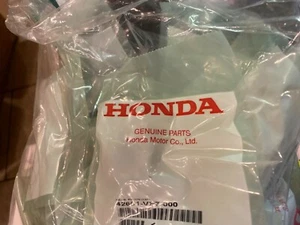 HONDA
GENUINE PARTS
Honda Motor Co., Ltd.